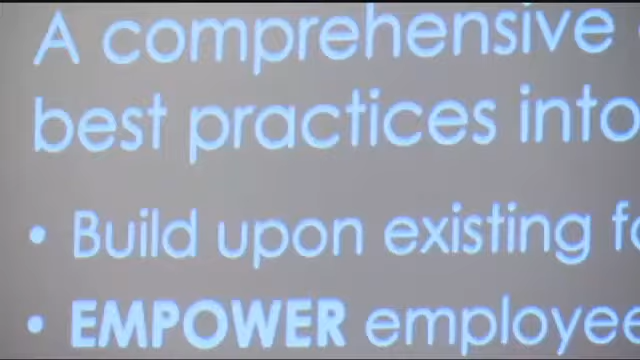 A comprehensive
best practices into
• Build upon existing
• EMPOWER employee